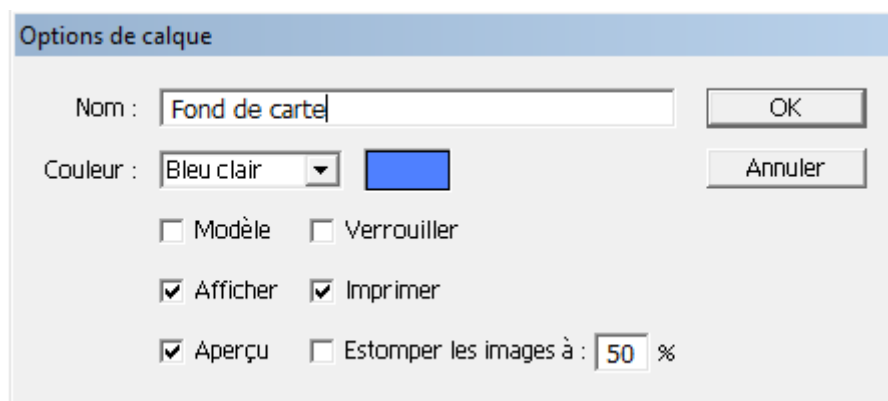 Options de calque
Nom : Fond de carte OK
Couleur : Bleu clair Annuler
Modèle Verrouiller
Afficher Imprimer
Aperçu Estomper les images à : 50 %